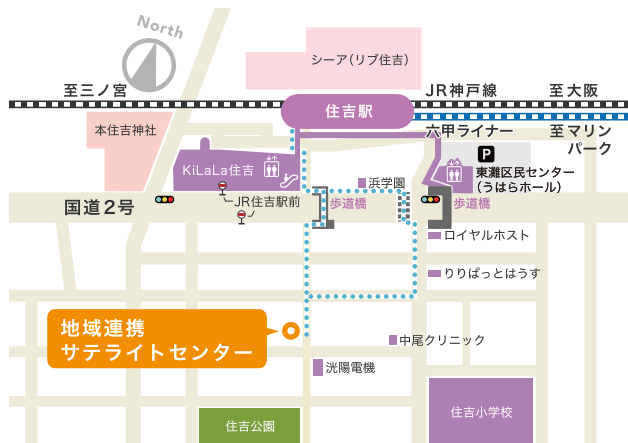 North
シーア（リブ住吉）
至三ノ宮
JR神戸線
至大阪
住吉駅
本住吉神社
六甲ライナー
至マリン
パーク
P
KiLaLa住吉
東灘区民センター
（うはらホール）
浜学園
国道2号
JR住吉駅前
歩道橋
歩道橋
ロイヤルホスト
りりぱっとはうす
地域連携
サテライトセンター
中尾クリニック
洸陽電機
住吉公園
住吉小学校